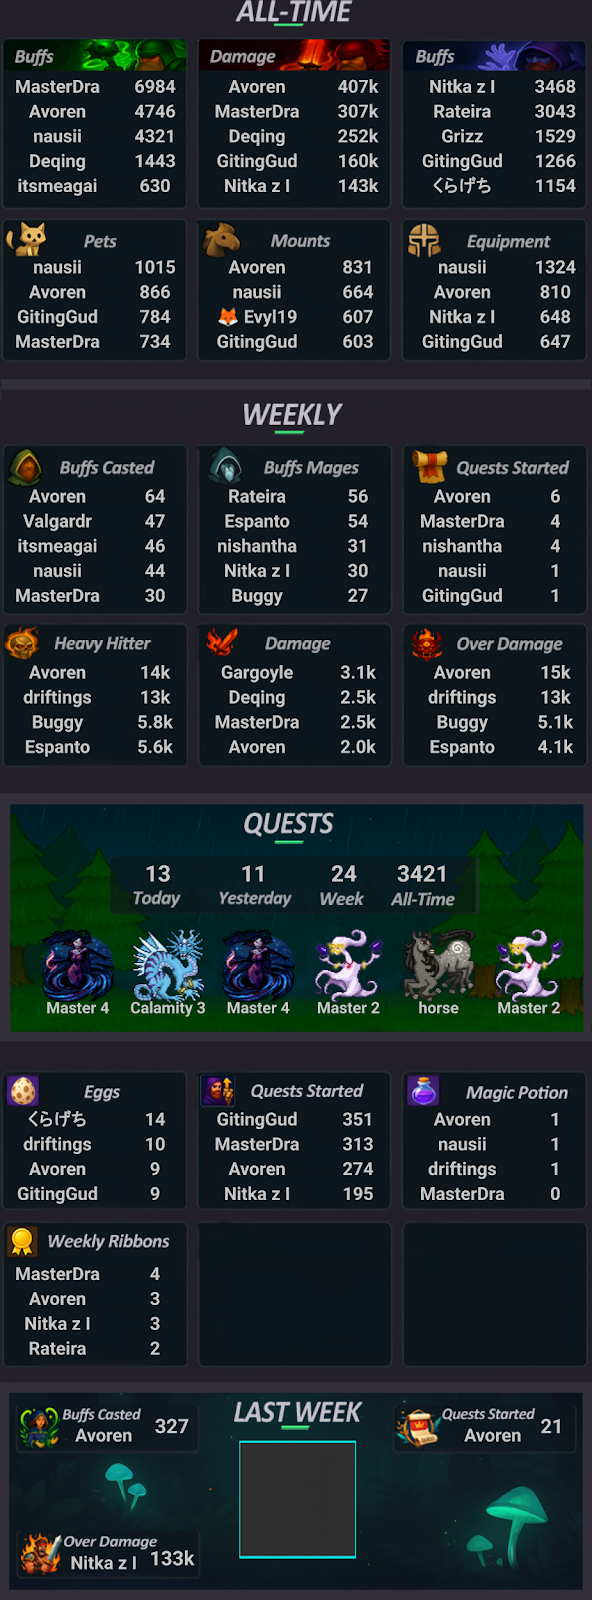 ALL-TIME
Buffs
MasterDra 6984
Avoren 4746
nausii 4321
Deqing 1443
itsmeagai 630
Damage
Avoren 407k
MasterDra 307k
Deqing 252k
GitingGud 160k
Nitka z I 143k
Buffs
Nitka z I 3468
Rateira 3043
Grizz 1529
GitingGud 1266
くらげち 1154
Pets
nausii 1015
Avoren 866
GitingGud 784
MasterDra 734
Mounts
Avoren 831
nausii 664
🦊 Evyl19 607
GitingGud 603
Equipment
nausii 1324
Avoren 810
Nitka z I 648
GitingGud 647
WEEKLY
Buffs Casted
Avoren 64
Valgardr 47
itsmeagai 46
nausii 44
MasterDra 30
Buffs Mages
Rateira 56
Espanto 54
nishantha 31
Nitka z I 30
Buggy 27
Quests Started
Avoren 6
MasterDra 4
nishantha 4
nausii 1
GitingGud 1
Heavy Hitter
Avoren 14k
driftings 13k
Buggy 5.8k
Espanto 5.6k
Damage
Gargoyle 3.1k
Deqing 2.5k
MasterDra 2.5k
Avoren 2.0k
Over Damage
Avoren 15k
driftings 13k
Buggy 5.1k
Espanto 4.1k
QUESTS
13 11 24 3421
Today Yesterday Week All-Time
Master 4 Calamity 3 Master 4 Master 2 horse Master 2
Eggs
くらげち 14
driftings 10
Avoren 9
GitingGud 9
Quests Started
GitingGud 351
MasterDra 313
Avoren 274
Nitka z I 195
Magic Potion
Avoren 1
nausii 1
driftings 1
MasterDra 0
Weekly Ribbons
MasterDra 4
Avoren 3
Nitka z I 3
Rateira 2
LAST WEEK
Buffs Casted
Avoren 327
Quests Started
Avoren 21
Over Damage
Nitka z I 133k